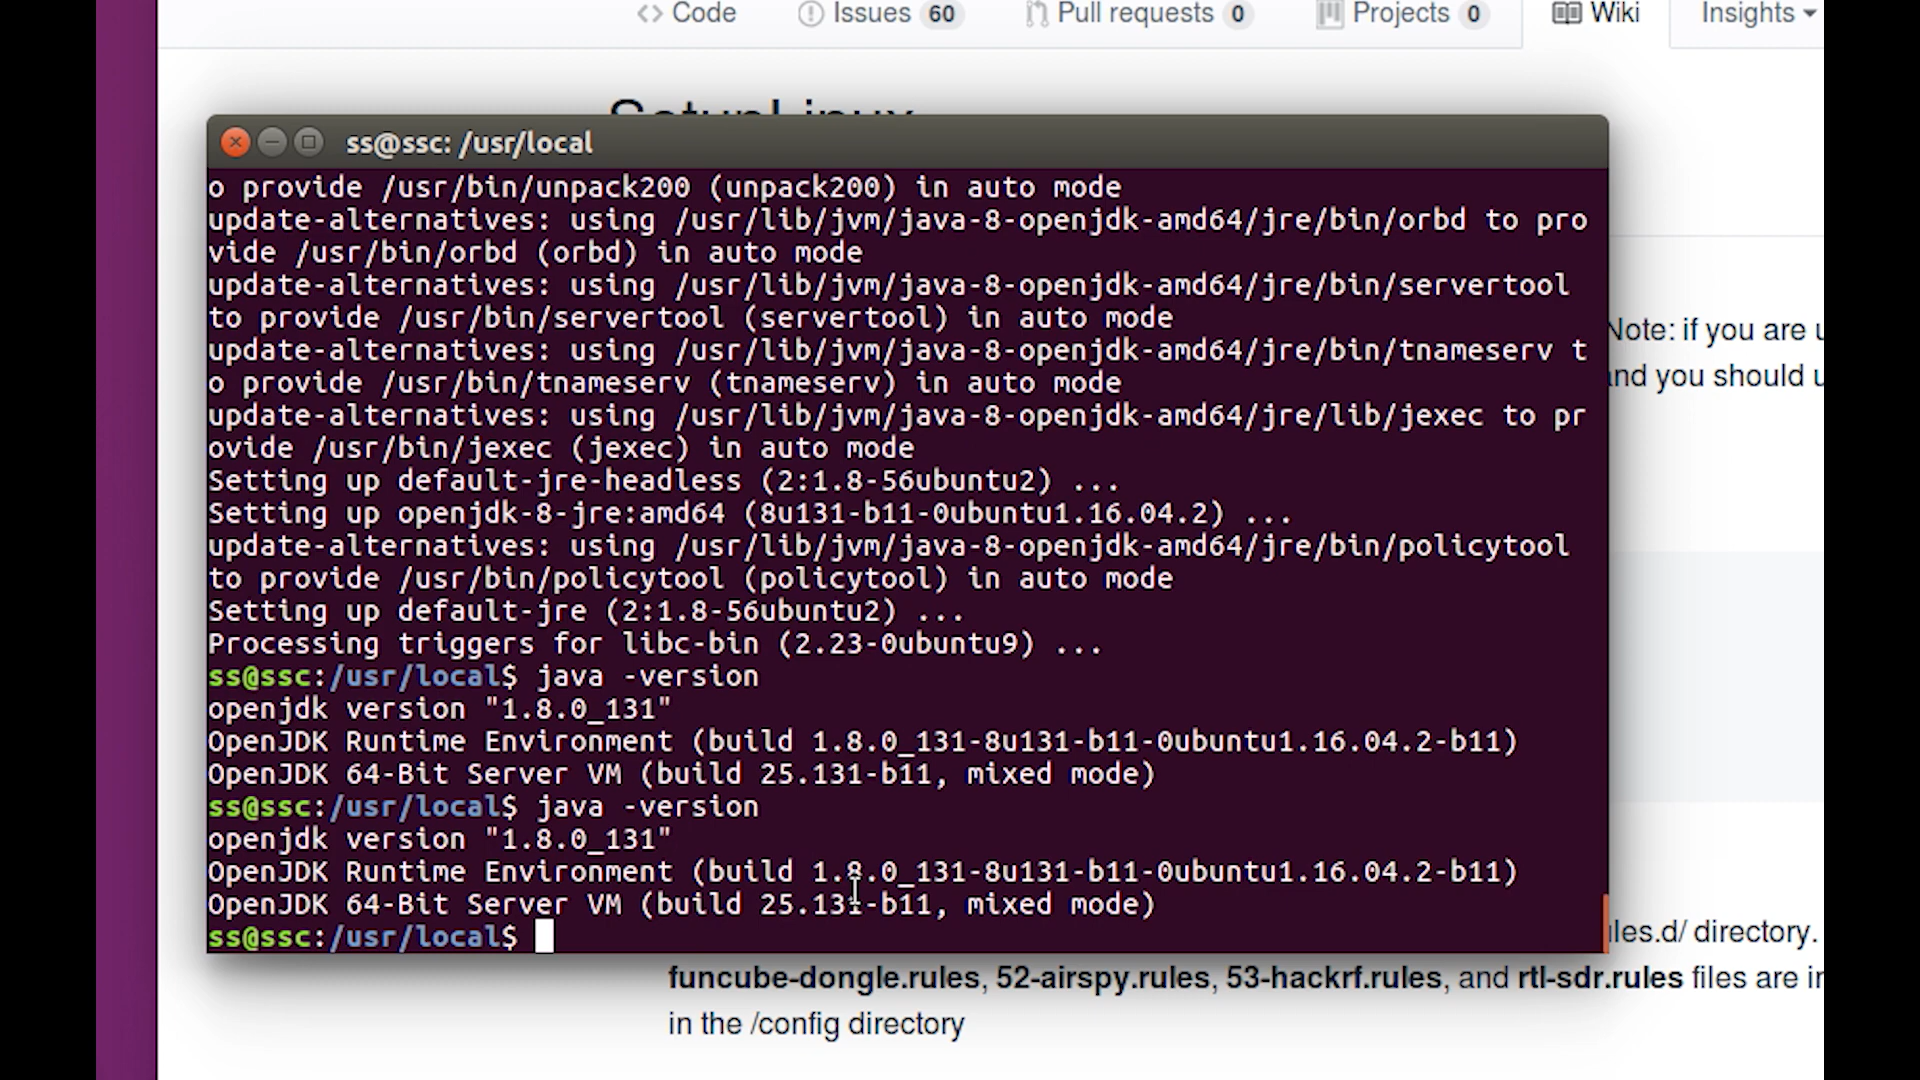 Code Issues 60 Pull requests 0 Projects 0 Wiki Insights
SetupLinux
ss@ssc: /usr/local
o provide /usr/bin/unpack200 (unpack200) in auto mode
update-alternatives: using /usr/lib/jvm/java-8-openjdk-amd64/jre/bin/orbd to pro
vide /usr/bin/orbd (orbd) in auto mode
update-alternatives: using /usr/lib/jvm/java-8-openjdk-amd64/jre/bin/servertool
to provide /usr/bin/servertool (servertool) in auto mode
update-alternatives: using /usr/lib/jvm/java-8-openjdk-amd64/jre/bin/tnameserv t
o provide /usr/bin/tnameserv (tnameserv) in auto mode
update-alternatives: using /usr/lib/jvm/java-8-openjdk-amd64/jre/lib/jexec to pr
ovide /usr/bin/jexec (jexec) in auto mode
Setting up default-jre-headless (2:1.8-56ubuntu2) ...
Setting up openjdk-8-jre:amd64 (8u131-b11-0ubuntu1.16.04.2) ...
update-alternatives: using /usr/lib/jvm/java-8-openjdk-amd64/jre/bin/policytool
to provide /usr/bin/policytool (policytool) in auto mode
Setting up default-jre (2:1.8-56ubuntu2) ...
Processing triggers for libc-bin (2.23-0ubuntu9) ...
ss@ssc:/usr/local$ java -version
openjdk version "1.8.0_131"
OpenJDK Runtime Environment (build 1.8.0_131-8u131-b11-0ubuntu1.16.04.2-b11)
OpenJDK 64-Bit Server VM (build 25.131-b11, mixed mode)
ss@ssc:/usr/local$ java -version
openjdk version "1.8.0_131"
OpenJDK Runtime Environment (build 1.8.0_131-8u131-b11-0ubuntu1.16.04.2-b11)
OpenJDK 64-Bit Server VM (build 25.131-b11, mixed mode)
ss@ssc:/usr/local$
Note: if you are u
and you should u
ules.d/ directory.
funcube-dongle.rules, 52-airspy.rules, 53-hackrf.rules, and rtl-sdr.rules files are in
in the /config directory